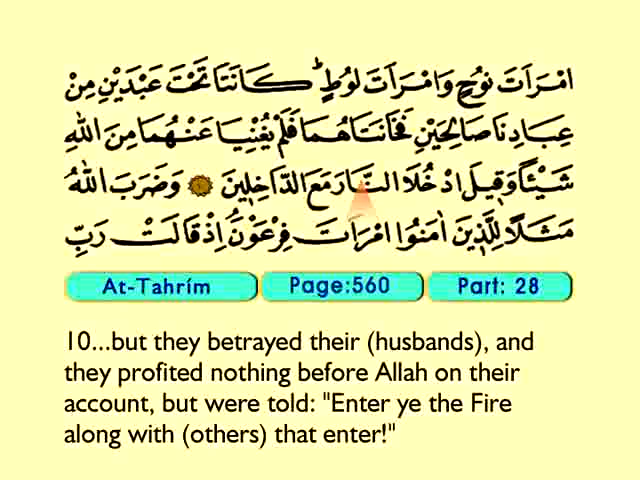 امْرَأَتَ نُوحٍ وَامْرَأَتَ لُوطٍ ۖ كَانَتَا تَحْتَ عَبْدَيْنِ مِنْ
عِبَادِنَا صَالِحَيْنِ فَخَانَتَاهُمَا فَلَمْ يُغْنِيَا عَنْهُمَا مِنَ اللَّهِ
شَيْئًا وَقِيلَ ادْخُلَا النَّارَ مَعَ الدَّاخِلِينَ ۝ وَضَرَبَ اللَّهُ
مَثَلًا لِلَّذِينَ آمَنُوا امْرَأَتَ فِرْعَوْنَ إِذْ قَالَتْ رَبِّ
At-Tahrím Page:560 Part: 28
10...but they betrayed their (husbands), and
they profited nothing before Allah on their
account, but were told: "Enter ye the Fire
along with (others) that enter!"